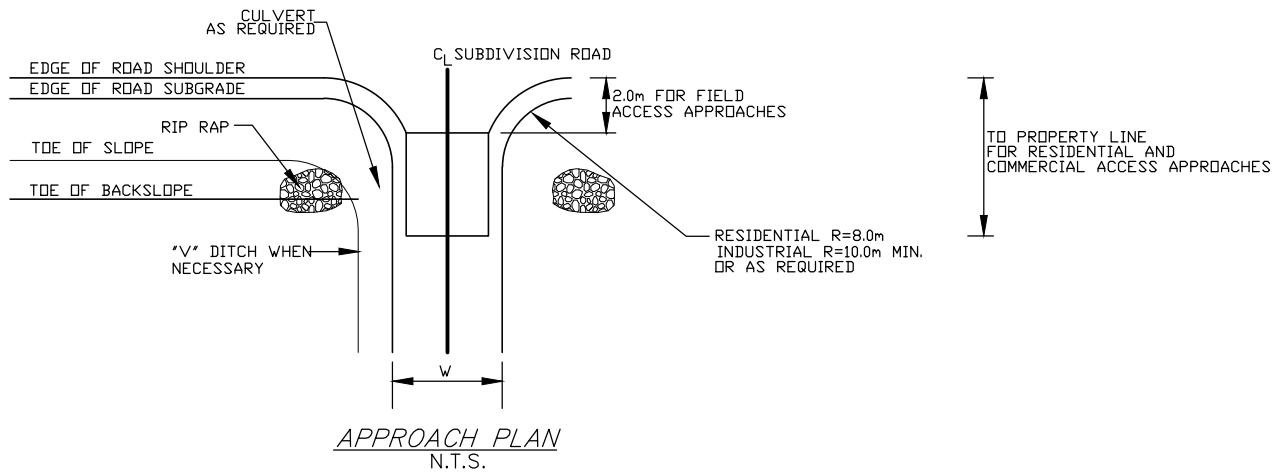 CULVERT
AS REQUIRED
CL SUBDIVISION ROAD
EDGE OF ROAD SHOULDER
EDGE OF ROAD SUBGRADE
2.0m FOR FIELD
ACCESS APPROACHES
RIP RAP
TOE OF SLOPE
TO PROPERTY LINE
FOR RESIDENTIAL AND
COMMERCIAL ACCESS APPROACHES
TOE OF BACKSLOPE
"V" DITCH WHEN
NECESSARY
RESIDENTIAL R=8.0m
INDUSTRIAL R=10.0m MIN.
OR AS REQUIRED
W
APPROACH PLAN
N.T.S.